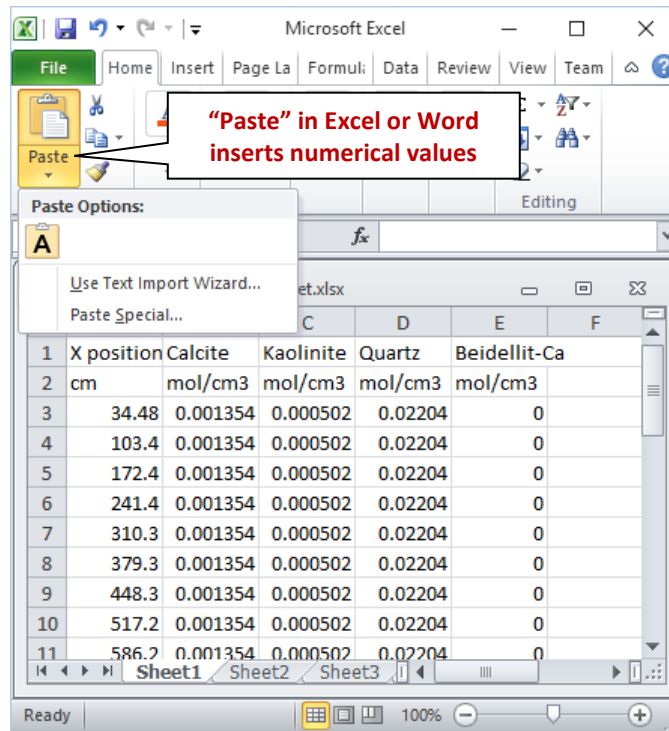 Microsoft Excel
File Home Insert Page La Formula Data Review View Team
Paste
"Paste" in Excel or Word
inserts numerical values
Editing
Paste Options:
A
fx
Use Text Import Wizard...
Paste Special...
et.xlsx
C D E F
1 X position Calcite Kaolinite Quartz Beidellit-Ca
2 cm mol/cm3 mol/cm3 mol/cm3 mol/cm3
3 34.48 0.001354 0.000502 0.02204 0
4 103.4 0.001354 0.000502 0.02204 0
5 172.4 0.001354 0.000502 0.02204 0
6 241.4 0.001354 0.000502 0.02204 0
7 310.3 0.001354 0.000502 0.02204 0
8 379.3 0.001354 0.000502 0.02204 0
9 448.3 0.001354 0.000502 0.02204 0
10 517.2 0.001354 0.000502 0.02204 0
11 586.2 0.001354 0.000502 0.02204 0
Sheet1 Sheet2 Sheet3
Ready 100%